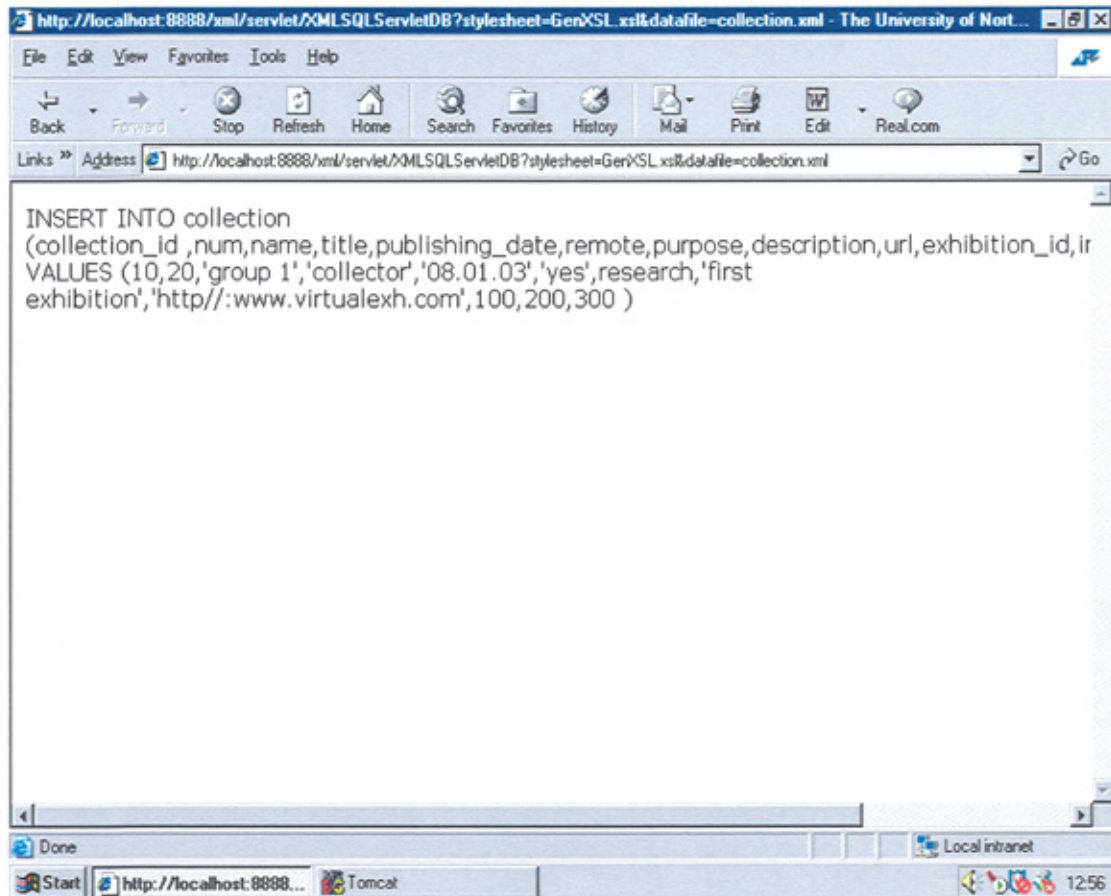 http://localhost:8888/xml/servlet/XMLSQLServletDB?stylesheet=GenXSL.xsl&datafile=collection.xml - The University of Nort...
File Edit View Favorites Tools Help
Back Forward Stop Refresh Home Search Favorites History Mail Print Edit Real.com
Links » Address http://localhost:8888/xml/servlet/XMLSQLServletDB?stylesheet=GenXSL.xsl&datafile=collection.xml Go
INSERT INTO collection
(collection_id ,num,name,title,publishing_date,remote,purpose,description,url,exhibition_id,ir
VALUES (10,20,'group 1','collector','08.01.03','yes',research,'first
exhibition','http//:www.virtualexh.com',100,200,300 )
Done Local intranet
Start http://localhost:8888... Tomcat 12:56